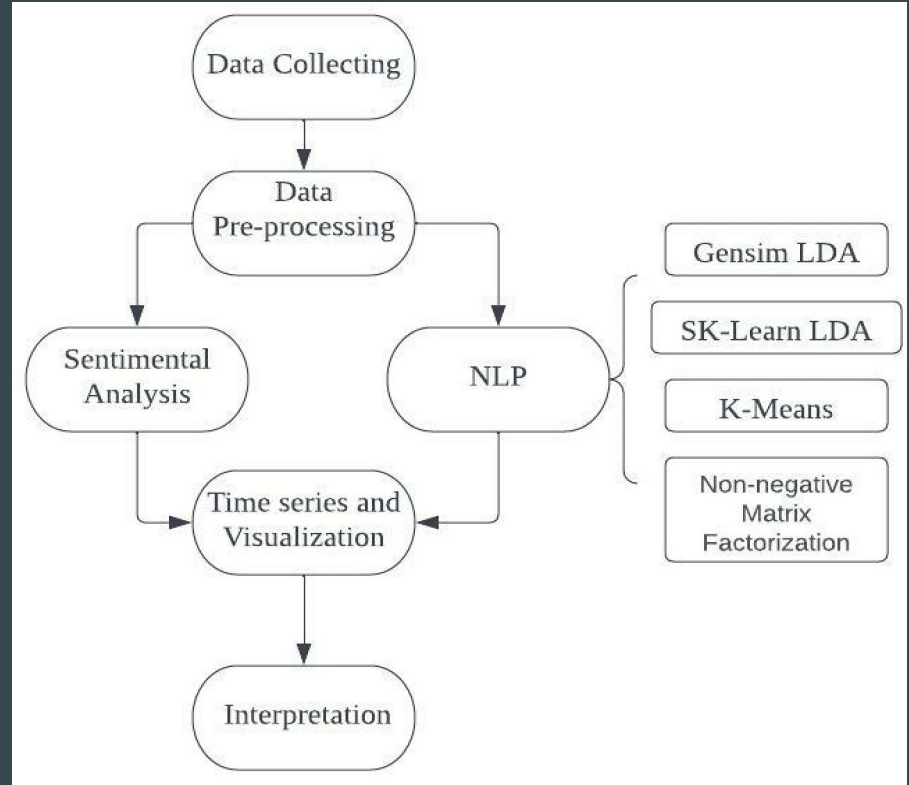 Data Collecting
Data
Pre-processing
Sentimental
Analysis
NLP
Gensim LDA
SK-Learn LDA
K-Means
Non-negative
Matrix
Factorization
Time series and
Visualization
Interpretation